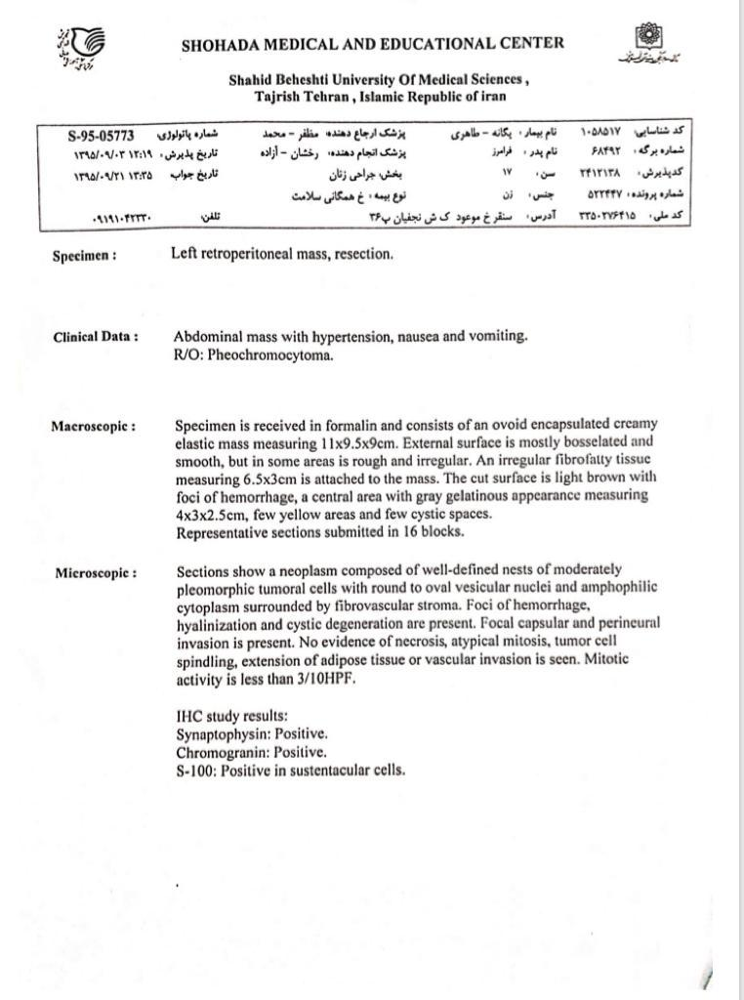 SHOHADA MEDICAL AND EDUCATIONAL CENTER
Shahid Beheshti University Of Medical Sciences ,
Tajrish Tehran , Islamic Republic of iran
کد شناسایی: ۱۰۵۸۵۱۷ نام بیمار: یگانه - طاهری پزشک ارجاع دهنده: مظفر - محمد شماره پاتولوژی S-95-05773
شماره برگه: ۶۸۴۹۲ نام پدر: فرامرز پزشک انجام دهنده: رخشان - آزاده تاریخ پذیرش: ۱۳۹۵/۰۹/۰۳ ۱۲:۱۹
کدپذیرش: ۲۴۱۲۱۳۸ سن: ۱۷ بخش: جراحی زنان تاریخ جواب: ۱۳۹۵/۰۹/۲۱ ۱۳:۳۵
شماره پرونده: ۵۲۲۴۴۷ جنس: زن نوع بیمه: خ همگانی سلامت
کد ملی: ۳۳۵۰۲۷۶۴۱۵ آدرس: سنقر خ موعود ک ش نجفیان پ۳۶ تلفن: ۰۹۱۹۱۰۴۲۳۳۰
Specimen : Left retroperitoneal mass, resection.
Clinical Data : Abdominal mass with hypertension, nausea and vomiting.
R/O: Pheochromocytoma.
Macroscopic : Specimen is received in formalin and consists of an ovoid encapsulated creamy
elastic mass measuring 11x9.5x9cm. External surface is mostly bosselated and
smooth, but in some areas is rough and irregular. An irregular fibrofatty tissue
measuring 6.5x3cm is attached to the mass. The cut surface is light brown with
foci of hemorrhage, a central area with gray gelatinous appearance measuring
4x3x2.5cm, few yellow areas and few cystic spaces.
Representative sections submitted in 16 blocks.
Microscopic : Sections show a neoplasm composed of well-defined nests of moderately
pleomorphic tumoral cells with round to oval vesicular nuclei and amphophilic
cytoplasm surrounded by fibrovascular stroma. Foci of hemorrhage,
hyalinization and cystic degeneration are present. Focal capsular and perineural
invasion is present. No evidence of necrosis, atypical mitosis, tumor cell
spindling, extension of adipose tissue or vascular invasion is seen. Mitotic
activity is less than 3/10HPF.
IHC study results:
Synaptophysin: Positive.
Chromogranin: Positive.
S-100: Positive in sustentacular cells.